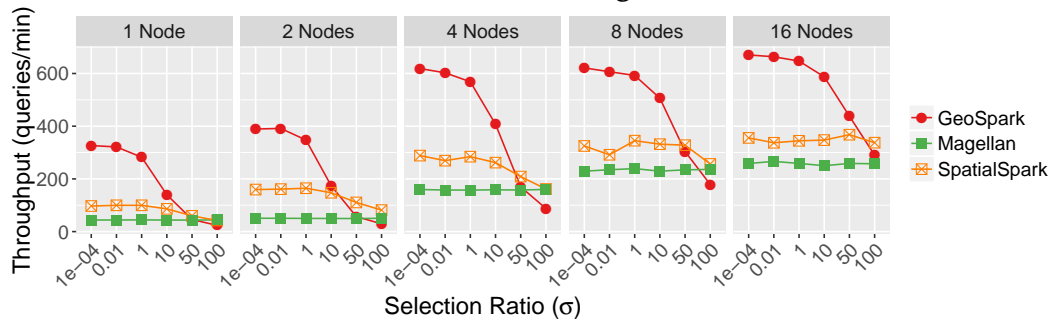 1 Node 2 Nodes 4 Nodes 8 Nodes 16 Nodes
Throughput (queries/min)
600
400
200
0
1e−04 0.01 1 10 50 100 1e−04 0.01 1 10 50 100 1e−04 0.01 1 10 50 100 1e−04 0.01 1 10 50 100 1e−04 0.01 1 10 50 100
Selection Ratio (σ)
GeoSpark
Magellan
SpatialSpark